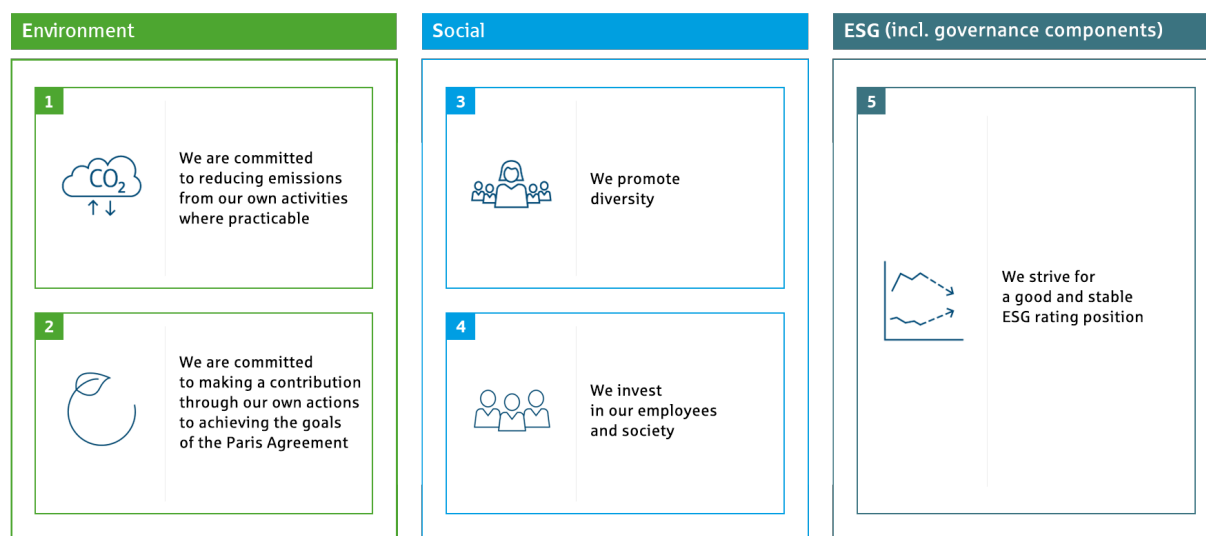 Environment
1
CO2
We are committed
to reducing emissions
from our own activities
where practicable
2
We are committed
to making a contribution
through our own actions
to achieving the goals
of the Paris Agreement
Social
3
We promote
diversity
4
We invest
in our employees
and society
ESG (incl. governance components)
5
We strive for
a good and stable
ESG rating position